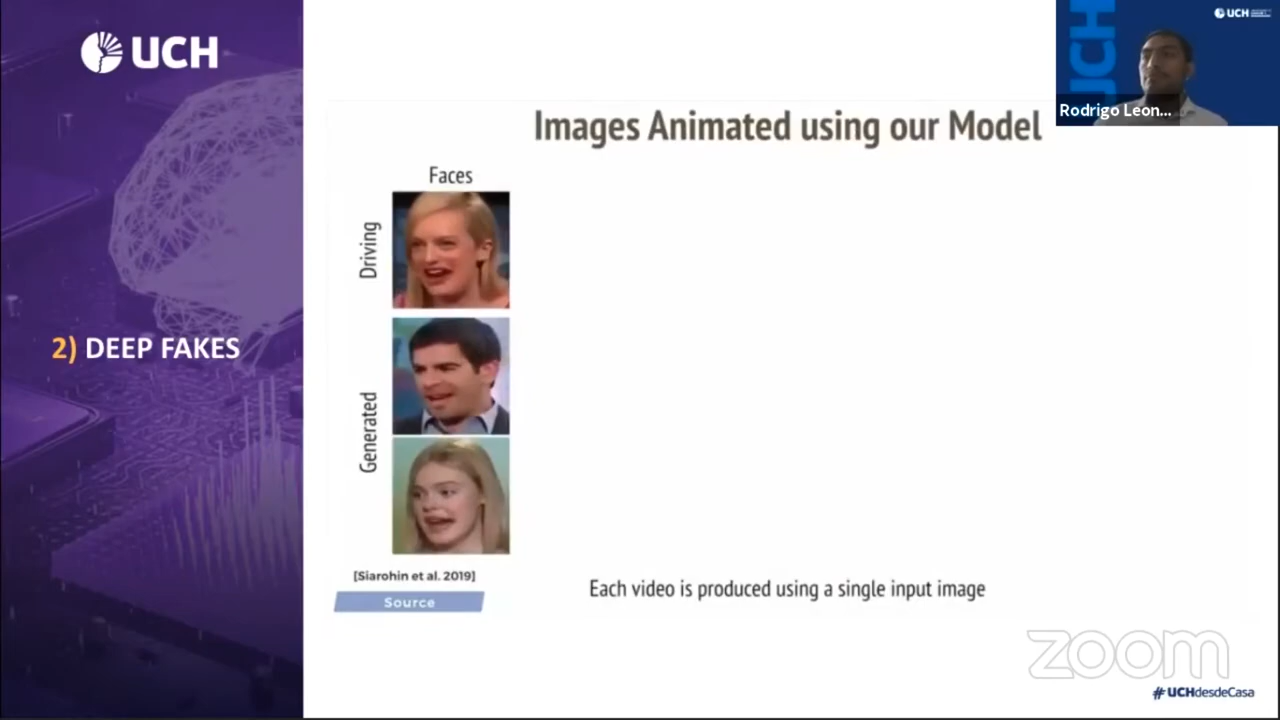 UCH
2) DEEP FAKES
Images Animated using our Model
Faces
Driving
Generated
[Siarohin et al. 2019]
Source
Each video is produced using a single input image
UCH
UCH
Rodrigo Leon...
zoom
#UCHdesdeCasa